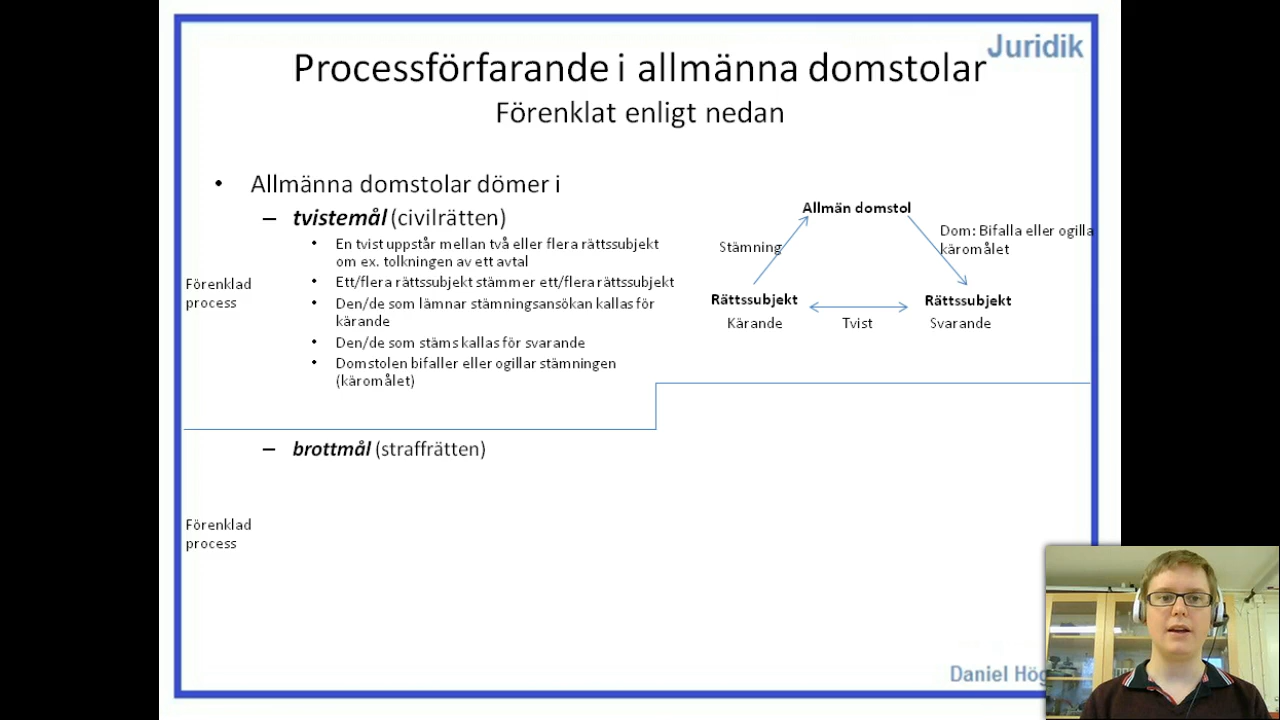 Juridik
Processförfarande i allmänna domstolar
Förenklat enligt nedan
• Allmänna domstolar dömer i
– tvistemål (civilrätten)
• En tvist uppstår mellan två eller flera rättssubjekt
om ex. tolkningen av ett avtal
• Ett/flera rättssubjekt stämmer ett/flera rättssubjekt
• Den/de som lämnar stämningsansökan kallas för
kärande
• Den/de som stäms kallas för svarande
• Domstolen bifaller eller ogillar stämningen
(käromålet)
Förenklad
process
Allmän domstol
Stämning
Dom: Bifalla eller ogilla
käromålet
Rättssubjekt
Rättssubjekt
Kärande
Tvist
Svarande
– brottmål (straffrätten)
Förenklad
process
Daniel